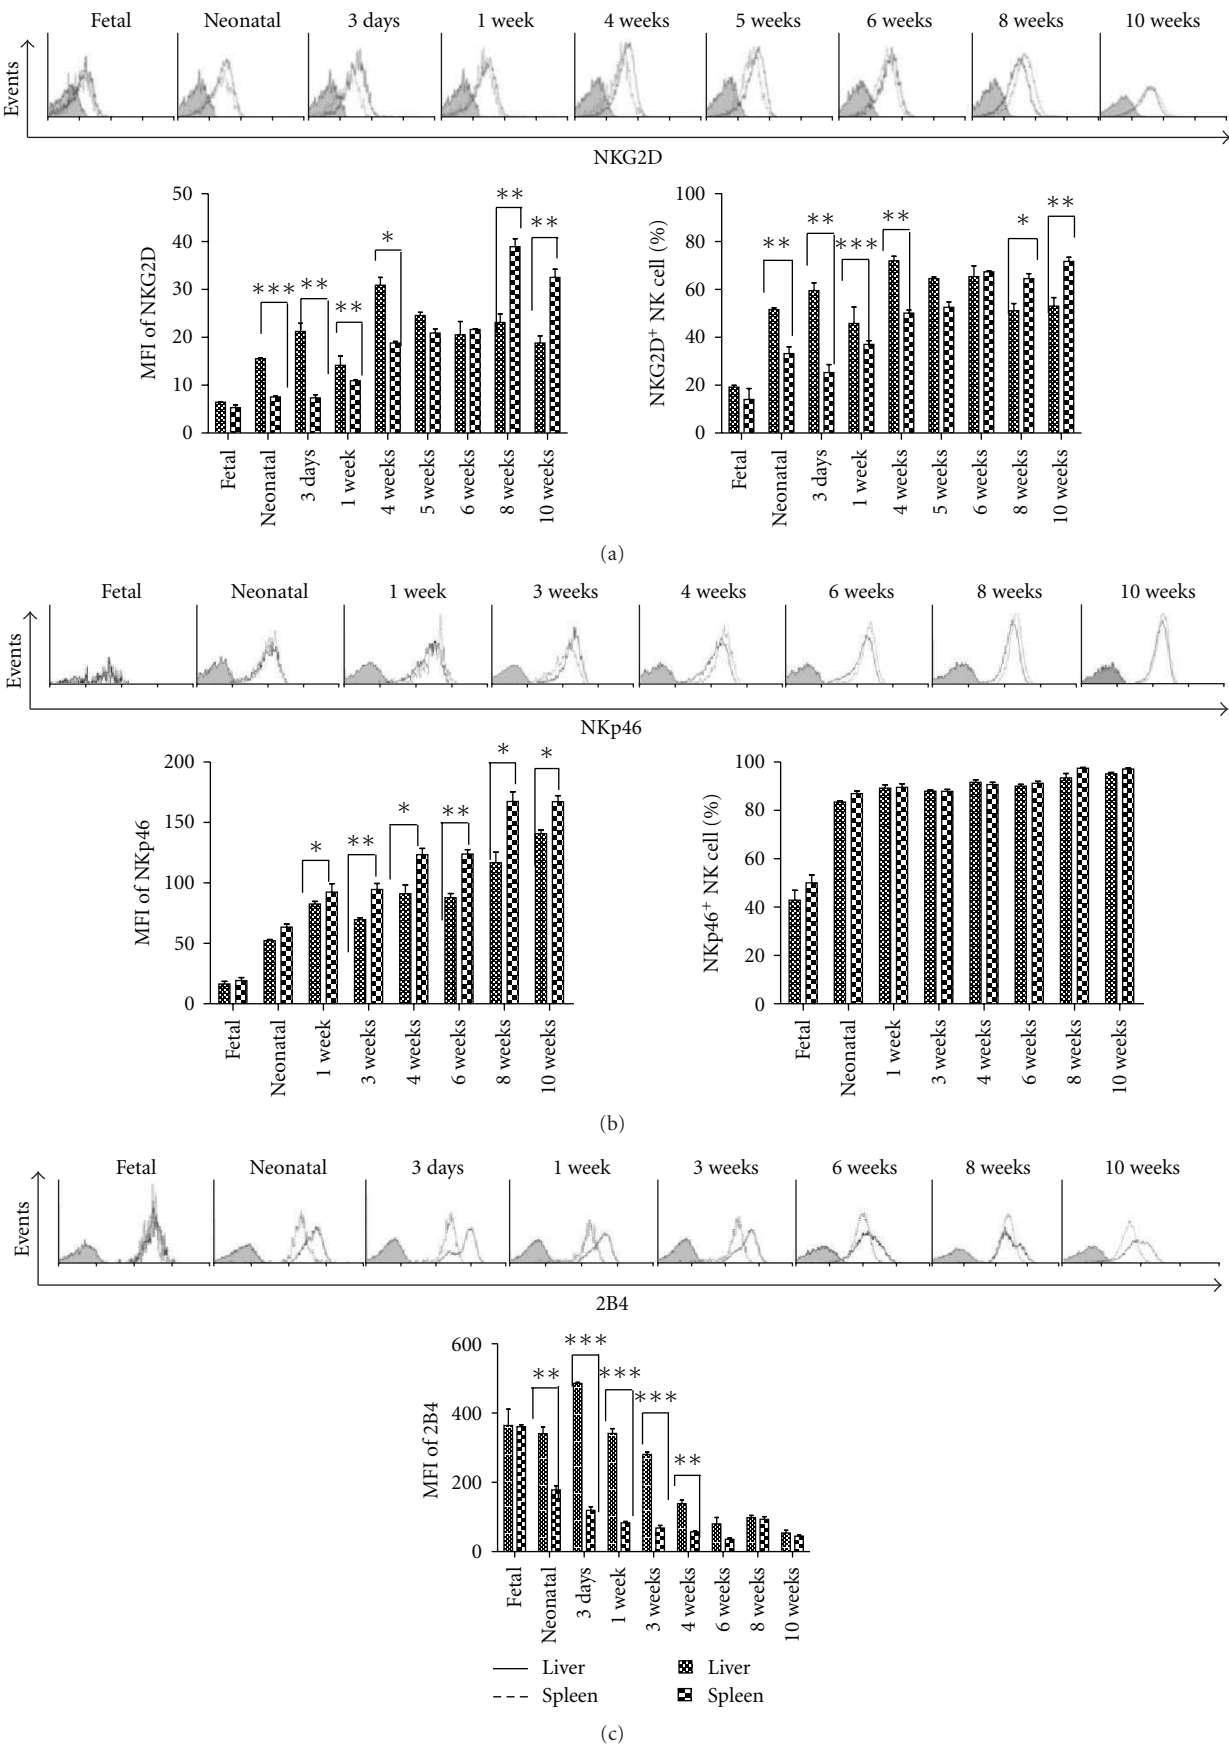 Fetal Neonatal 3 days 1 week 4 weeks 5 weeks 6 weeks 8 weeks 10 weeks
Events
NKG2D
50
40
30
20
10
0
MFI of NKG2D
*** ** ** * ** **
Fetal Neonatal 3 days 1 week 4 weeks 5 weeks 6 weeks 8 weeks 10 weeks
100
80
60
40
20
0
NKG2D+ NK cell (%)
** ** *** ** * **
Fetal Neonatal 3 days 1 week 4 weeks 5 weeks 6 weeks 8 weeks 10 weeks
(a)
Fetal Neonatal 1 week 3 weeks 4 weeks 6 weeks 8 weeks 10 weeks
Events
NKp46
200
150
100
50
0
MFI of NKp46
* ** * ** * *
Fetal Neonatal 1 week 3 weeks 4 weeks 6 weeks 8 weeks 10 weeks
100
80
60
40
20
0
NKp46+ NK cell (%)
Fetal Neonatal 1 week 3 weeks 4 weeks 6 weeks 8 weeks 10 weeks
(b)
Fetal Neonatal 3 days 1 week 3 weeks 6 weeks 8 weeks 10 weeks
Events
2B4
600
400
200
0
MFI of 2B4
** *** *** *** **
Fetal Neonatal 3 days 1 week 3 weeks 4 weeks 6 weeks 8 weeks 10 weeks
Liver Liver
Spleen Spleen
(c)